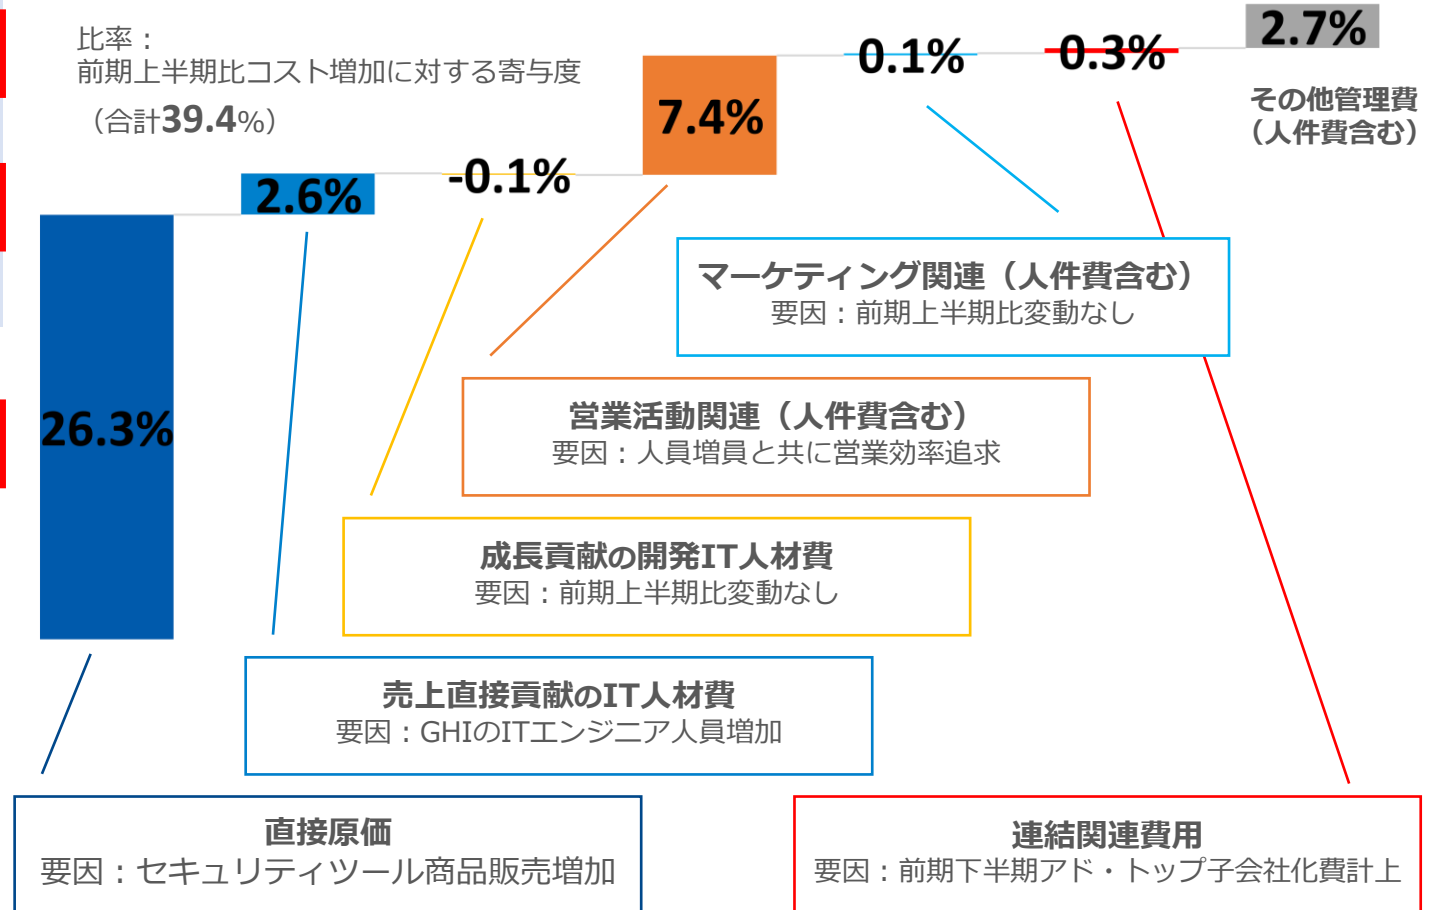 比率：
前期上半期比コスト増加に対する寄与度
（合計39.4%）
26.3%
2.6%
-0.1%
7.4%
0.1%
0.3%
2.7%
その他管理費
（人件費含む）
マーケティング関連（人件費含む）
要因：前期上半期比変動なし
営業活動関連（人件費含む）
要因：人員増員と共に営業効率追求
成長貢献の開発IT人材費
要因：前期上半期比変動なし
売上直接貢献のIT人材費
要因：GHIのITエンジニア人員増加
直接原価
要因：セキュリティツール商品販売増加
連結関連費用
要因：前期下半期アド・トップ子会社化費計上